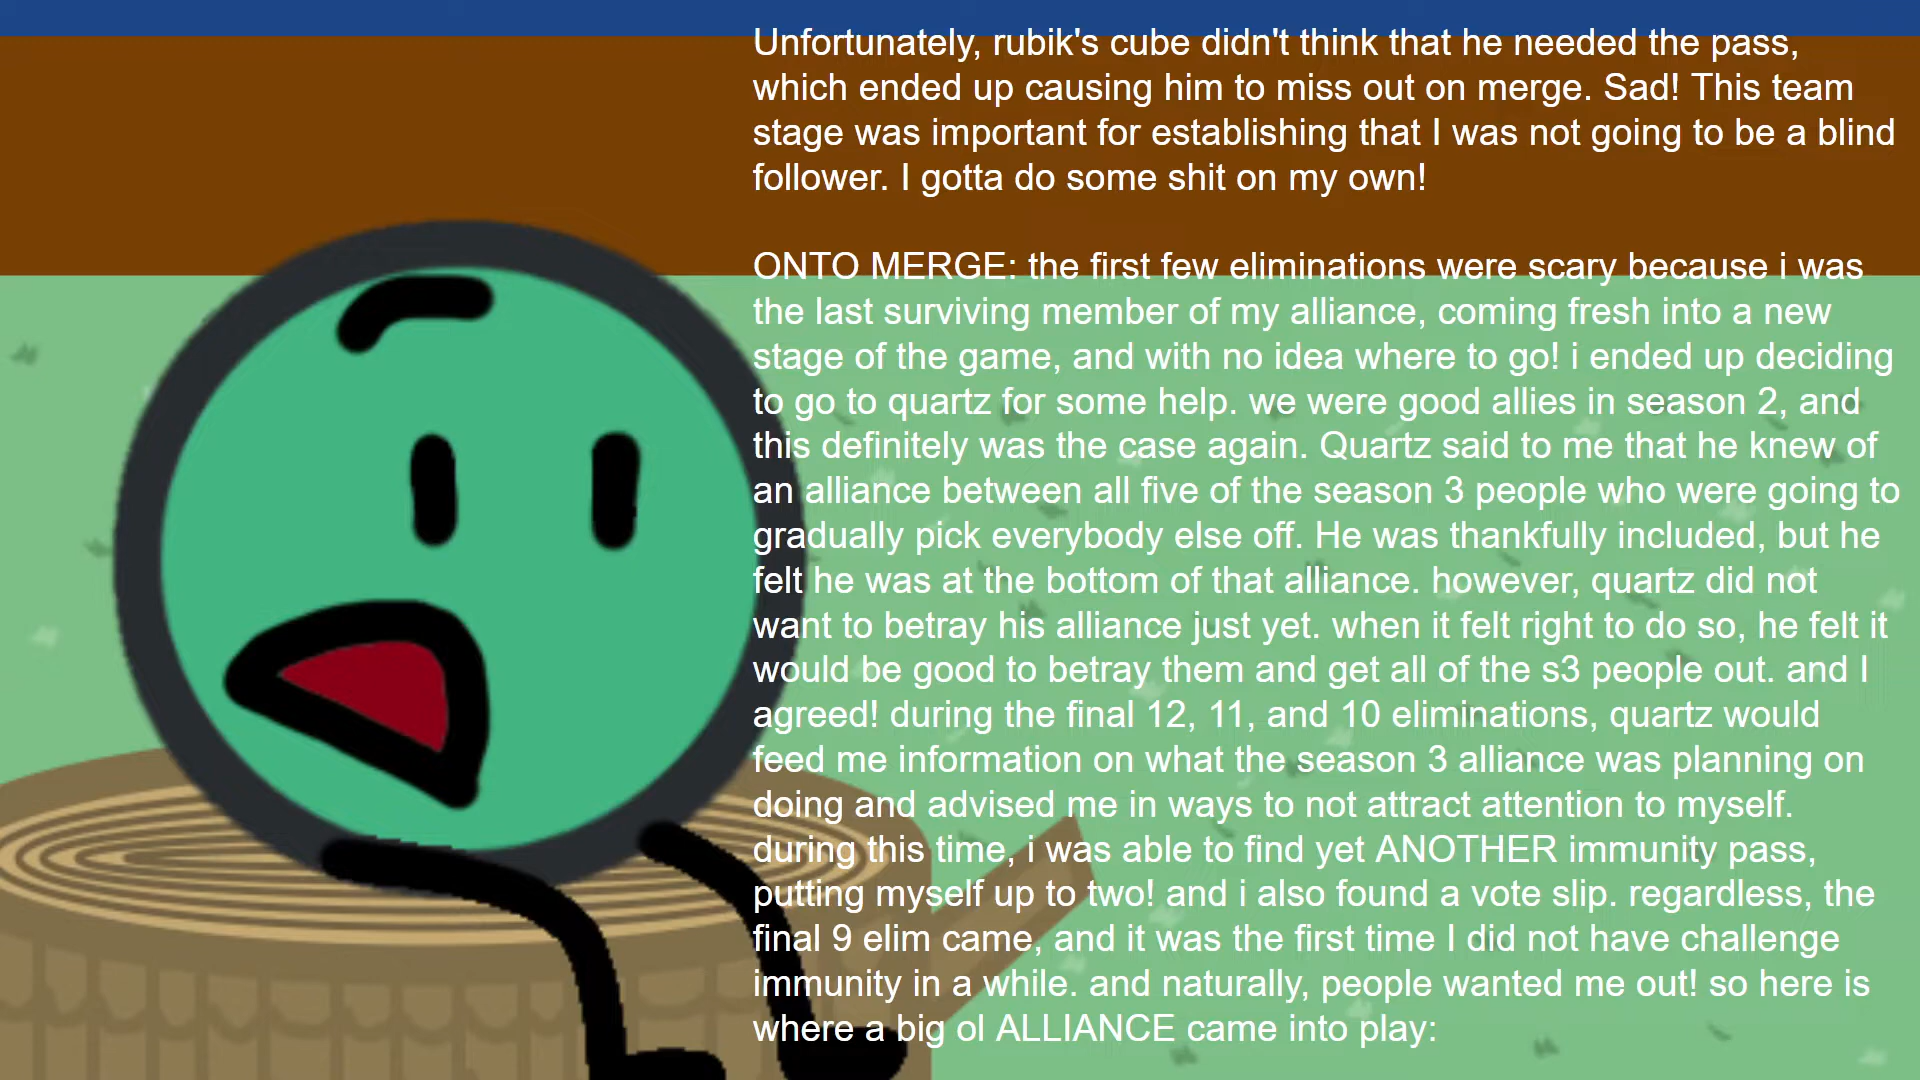 Unfortunately, rubik's cube didn't think that he needed the pass,
which ended up causing him to miss out on merge. Sad! This team
stage was important for establishing that I was not going to be a blind
follower. I gotta do some shit on my own!
ONTO MERGE: the first few eliminations were scary because i was
the last surviving member of my alliance, coming fresh into a new
stage of the game, and with no idea where to go! i ended up deciding
to go to quartz for some help. we were good allies in season 2, and
this definitely was the case again. Quartz said to me that he knew of
an alliance between all five of the season 3 people who were going to
gradually pick everybody else off. He was thankfully included, but he
felt he was at the bottom of that alliance. however, quartz did not
want to betray his alliance just yet. when it felt right to do so, he felt it
would be good to betray them and get all of the s3 people out. and I
agreed! during the final 12, 11, and 10 eliminations, quartz would
feed me information on what the season 3 alliance was planning on
doing and advised me in ways to not attract attention to myself.
during this time, i was able to find yet ANOTHER immunity pass,
putting myself up to two! and i also found a vote slip. regardless, the
final 9 elim came, and it was the first time I did not have challenge
immunity in a while. and naturally, people wanted me out! so here is
where a big ol ALLIANCE came into play: